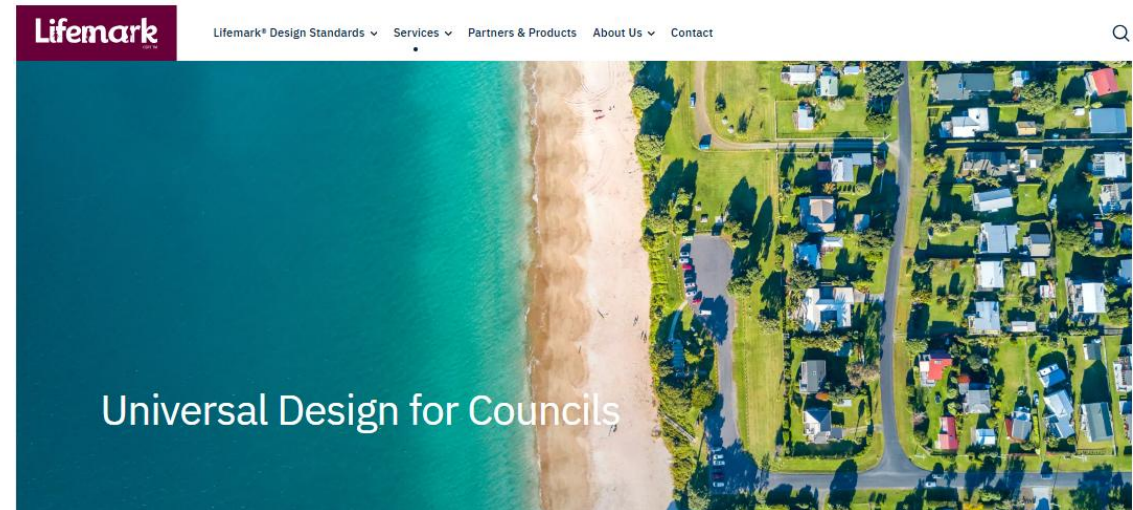 Lifemark
Lifemark® Design Standards
Services
Partners & Products
About Us
Contact
Universal Design for Councils